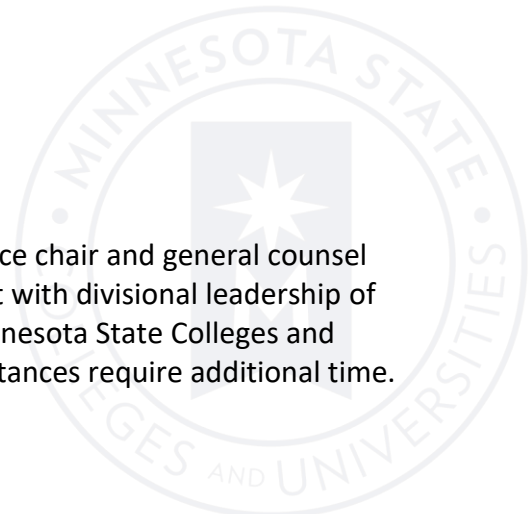 MINNESOTA STATE
COLLEGES AND UNIVERSITIES
ce chair and general counsel
t with divisional leadership of
nesota State Colleges and
tances require additional time.